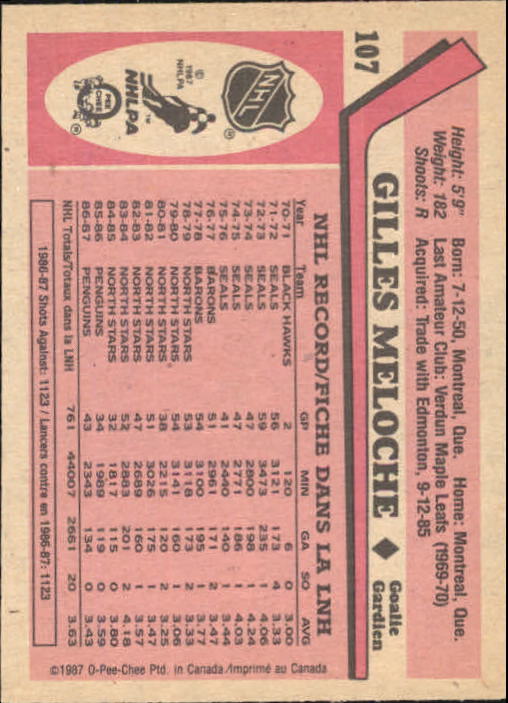 107
Height: 5'9" Born: 7-12-50, Montreal, Que. Home: Montreal, Que.
Weight: 182 Last Amateur Club: Verdun Maple Leafs (1969-70)
Shoots: R Acquired: Trade with Edmonton, 9-12-85
GILLES MELOCHE ♦ Goalie
Gardien
NHL
®
© 1987 NHLPA
NHLPA
™
O PEE CHEE
NHL RECORD/FICHE DANS LA LNH
Year Team GP MIN GA SO AVG
70-71 BLACK HAWKS 2 120 6 0 3.00
71-72 SEALS 56 3121 173 4 3.33
72-73 SEALS 59 3473 235 1 4.06
73-74 SEALS 47 2800 198 1 4.24
74-75 SEALS 47 2771 186 1
75-76 SEALS 41 2440 140 1 3.44
76-77 BARONS 51 2961 171 2 3.47
77-78 BARONS 54 3100 195 1 3.77
78-79 NORTH STARS 53 3118 173 2 3.33
79-80 NORTH STARS 54 3141 160 1 3.06
80-81 NORTH STARS 38 2215 120 2 3.25
81-82 NORTH STARS 51 3026 175 1 3.47
82-83 NORTH STARS 47 2689 160 1 3.57
83-84 NORTH STARS 52 2883 201 2 4.18
84-85 NORTH STARS 32 1817 115 0 3.80
85-86 PENGUINS 34 1989 119 0 3.59
86-87 PENGUINS 43 2343 134 0 3.43
NHL Totals/Totaux dans la LNH 761 44007 2661 20 3.63
1986-87 Shots Against: 1123 / Lancers contre en 1986-87: 1123
©1987 O-Pee-Chee Ptd. in Canada/Imprimé au Canada